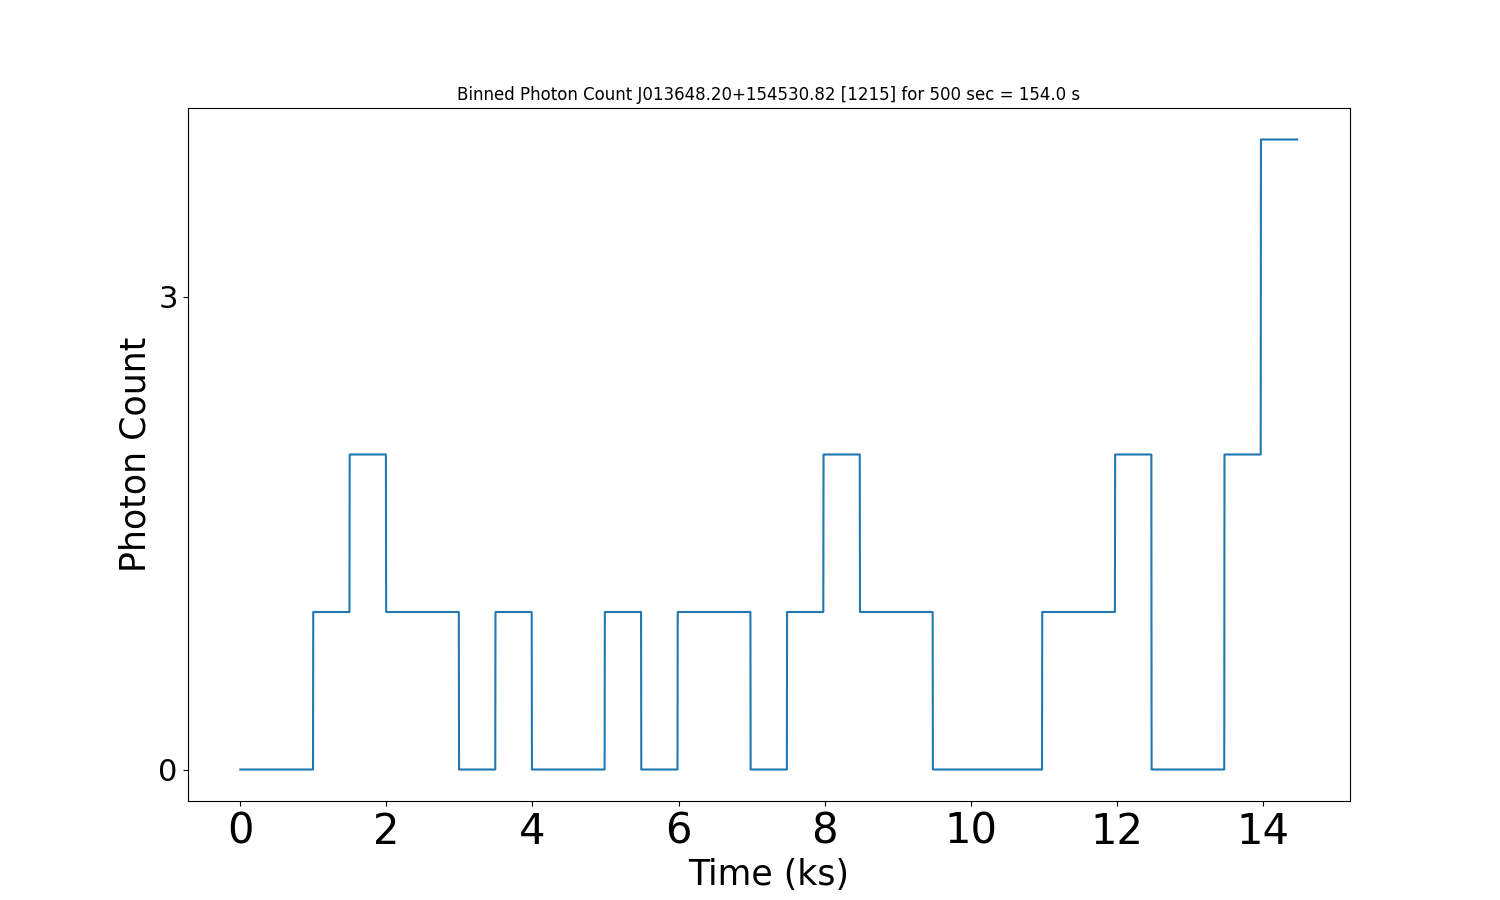 Binned Photon Count J013648.20+154530.82 [1215] for 500 sec = 154.0 s
Photon Count
3
0
0 2 4 6 8 10 12 14
Time (ks)